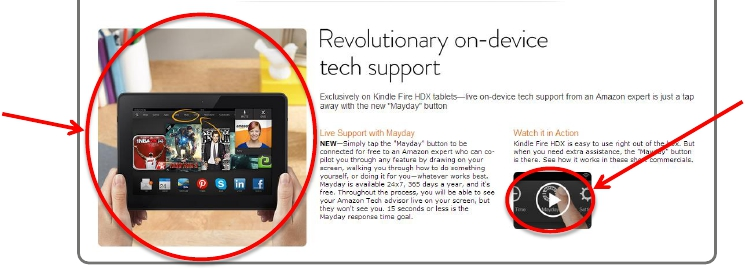 Revolutionary on-device
tech support
Exclusively on Kindle Fire HDX tablets—live on-device tech support from an Amazon expert is just a tap
away with the new "Mayday" button
Live Support with Mayday
NEW—Simply tap the "Mayday" button to be
connected for free to an Amazon expert who can co-
pilot you through any feature by drawing on your
screen, walking you through how to do something
yourself, or doing it for you—whatever works best.
Mayday is available 24x7, 365 days a year, and it's
free. Throughout the process, you will be able to see
your Amazon Tech advisor live on your screen, but
they won't see you. 15 seconds or less is the
Mayday response time goal.
Watch it in Action
Kindle Fire HDX is easy to use right out of the box. But
when you need extra assistance, the "Mayday" button
is there. See how it works in these short commercials.
Time
Mayday